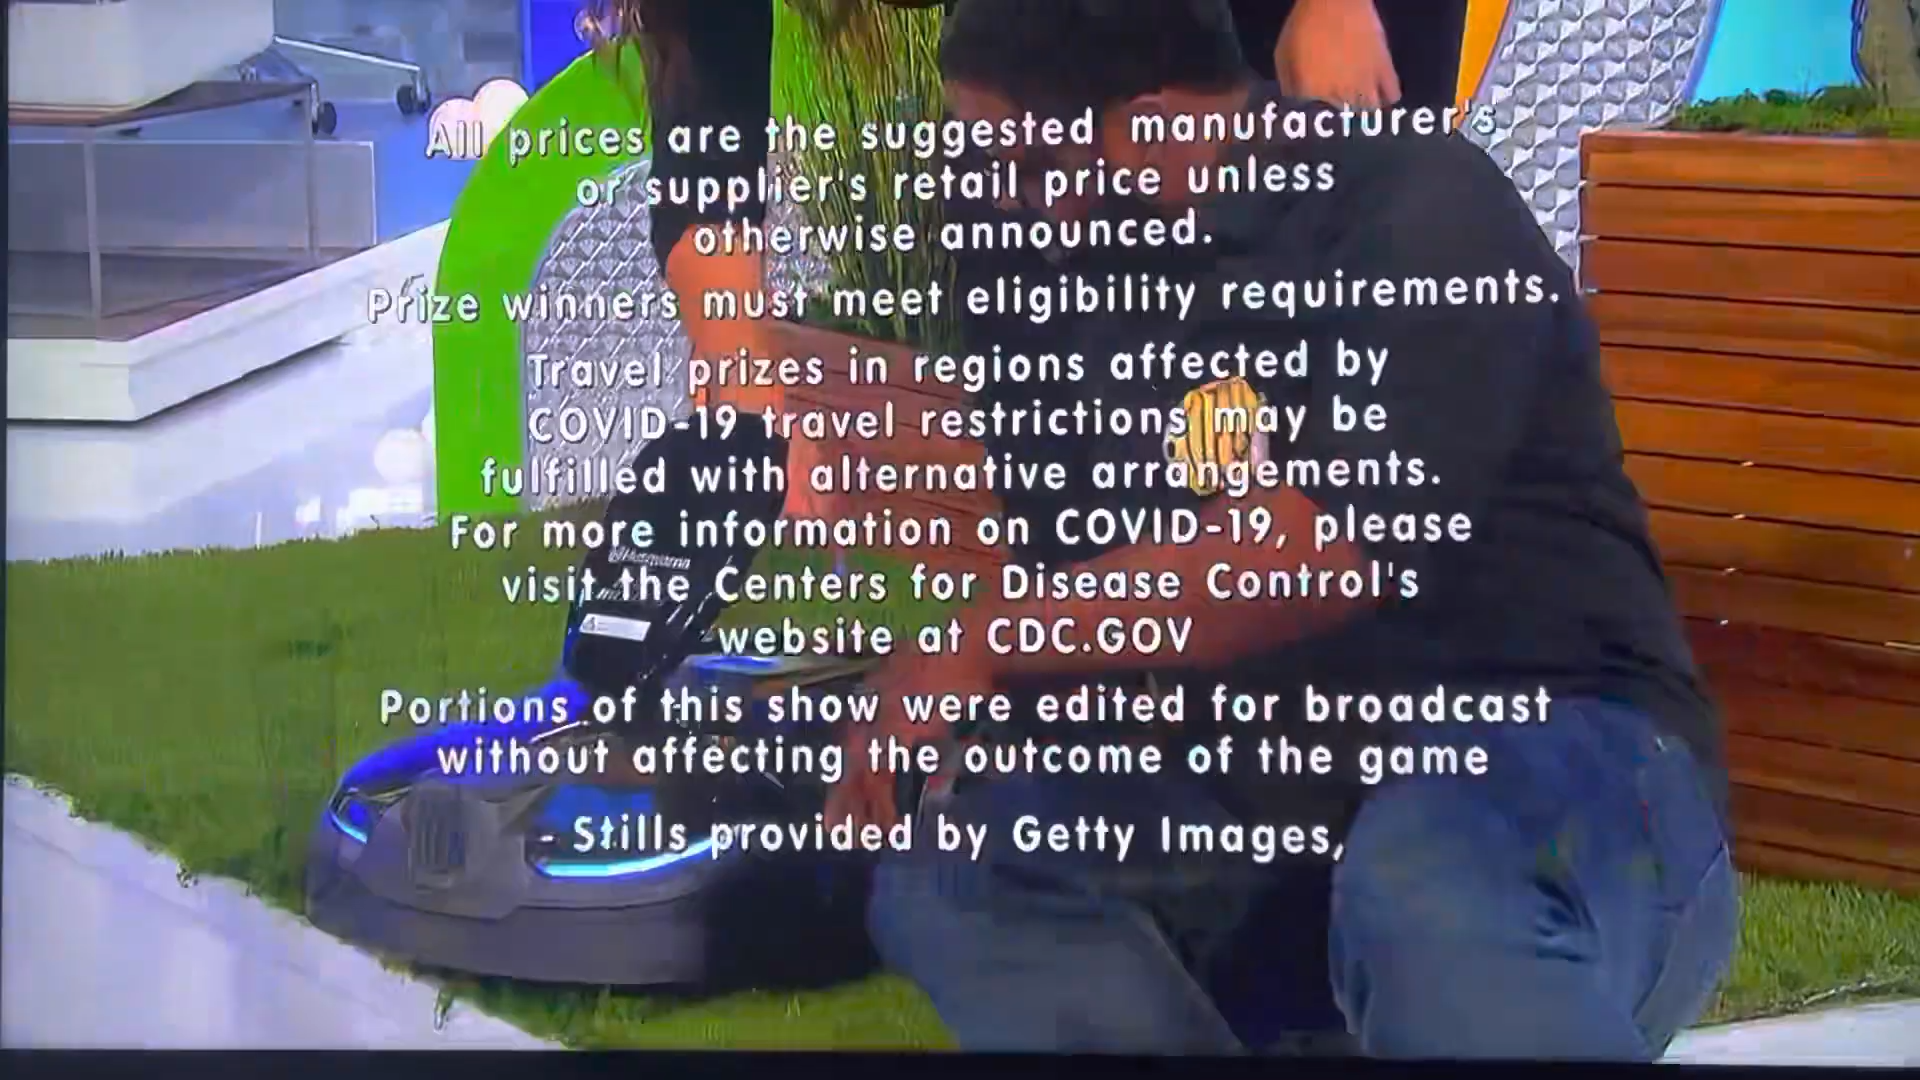 All prices are the suggested manufacturer's
or supplier's retail price unless
otherwise announced.
Prize winners must meet eligibility requirements.
Travel prizes in regions affected by
COVID-19 travel restrictions may be
fulfilled with alternative arrangements.
For more information on COVID-19, please
visit the Centers for Disease Control's
website at CDC.GOV
Portions of this show were edited for broadcast
without affecting the outcome of the game
- Stills provided by Getty Images,